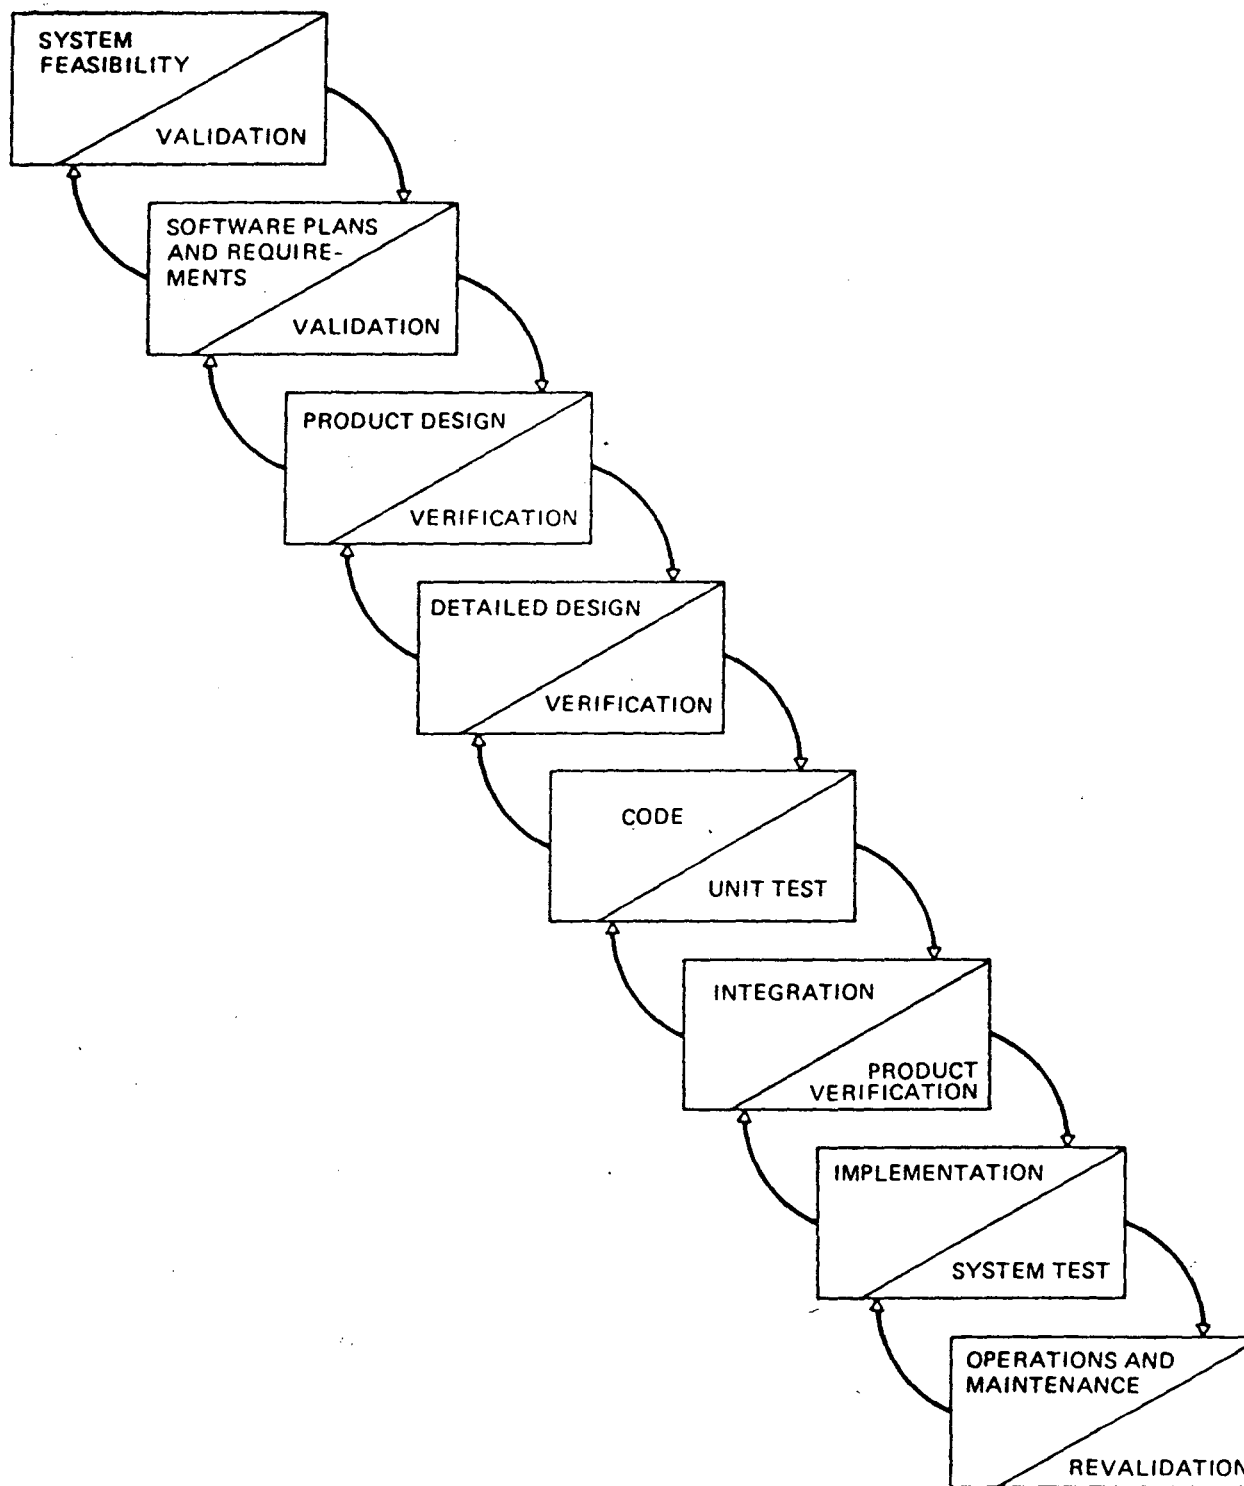 SYSTEM
FEASIBILITY
VALIDATION
SOFTWARE PLANS
AND REQUIRE-
MENTS
VALIDATION
PRODUCT DESIGN
VERIFICATION
DETAILED DESIGN
VERIFICATION
CODE
UNIT TEST
INTEGRATION
PRODUCT
VERIFICATION
IMPLEMENTATION
SYSTEM TEST
OPERATIONS AND
MAINTENANCE
REVALIDATION